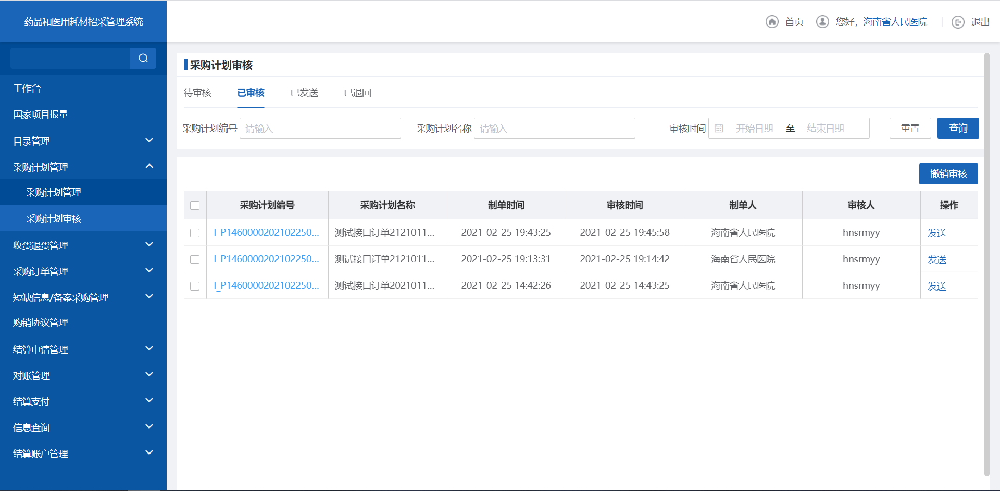 药品和医用耗材招采管理系统
首页 您好，海南省人民医院 退出
工作台
国家项目报量
目录管理
采购计划管理
采购计划管理
采购计划审核
收货退货管理
采购订单管理
短缺信息/备案采购管理
购销协议管理
结算申请管理
对账管理
结算支付
信息查询
结算账户管理
采购计划审核
待审核 已审核 已发送 已退回
采购计划编号 请输入 采购计划名称 请输入 审核时间 开始日期 至 结束日期 重置 查询
撤销审核
采购计划编号 采购计划名称 制单时间 审核时间 制单人 审核人 操作
I_P1460000202102250... 测试接口订单2121011... 2021-02-25 19:43:25 2021-02-25 19:45:58 海南省人民医院 hnsrmyy 发送
I_P1460000202102250... 测试接口订单2121011... 2021-02-25 19:13:31 2021-02-25 19:14:42 海南省人民医院 hnsrmyy 发送
I_P1460000202102250... 测试接口订单2021011... 2021-02-25 14:42:26 2021-02-25 14:43:25 海南省人民医院 hnsrmyy 发送